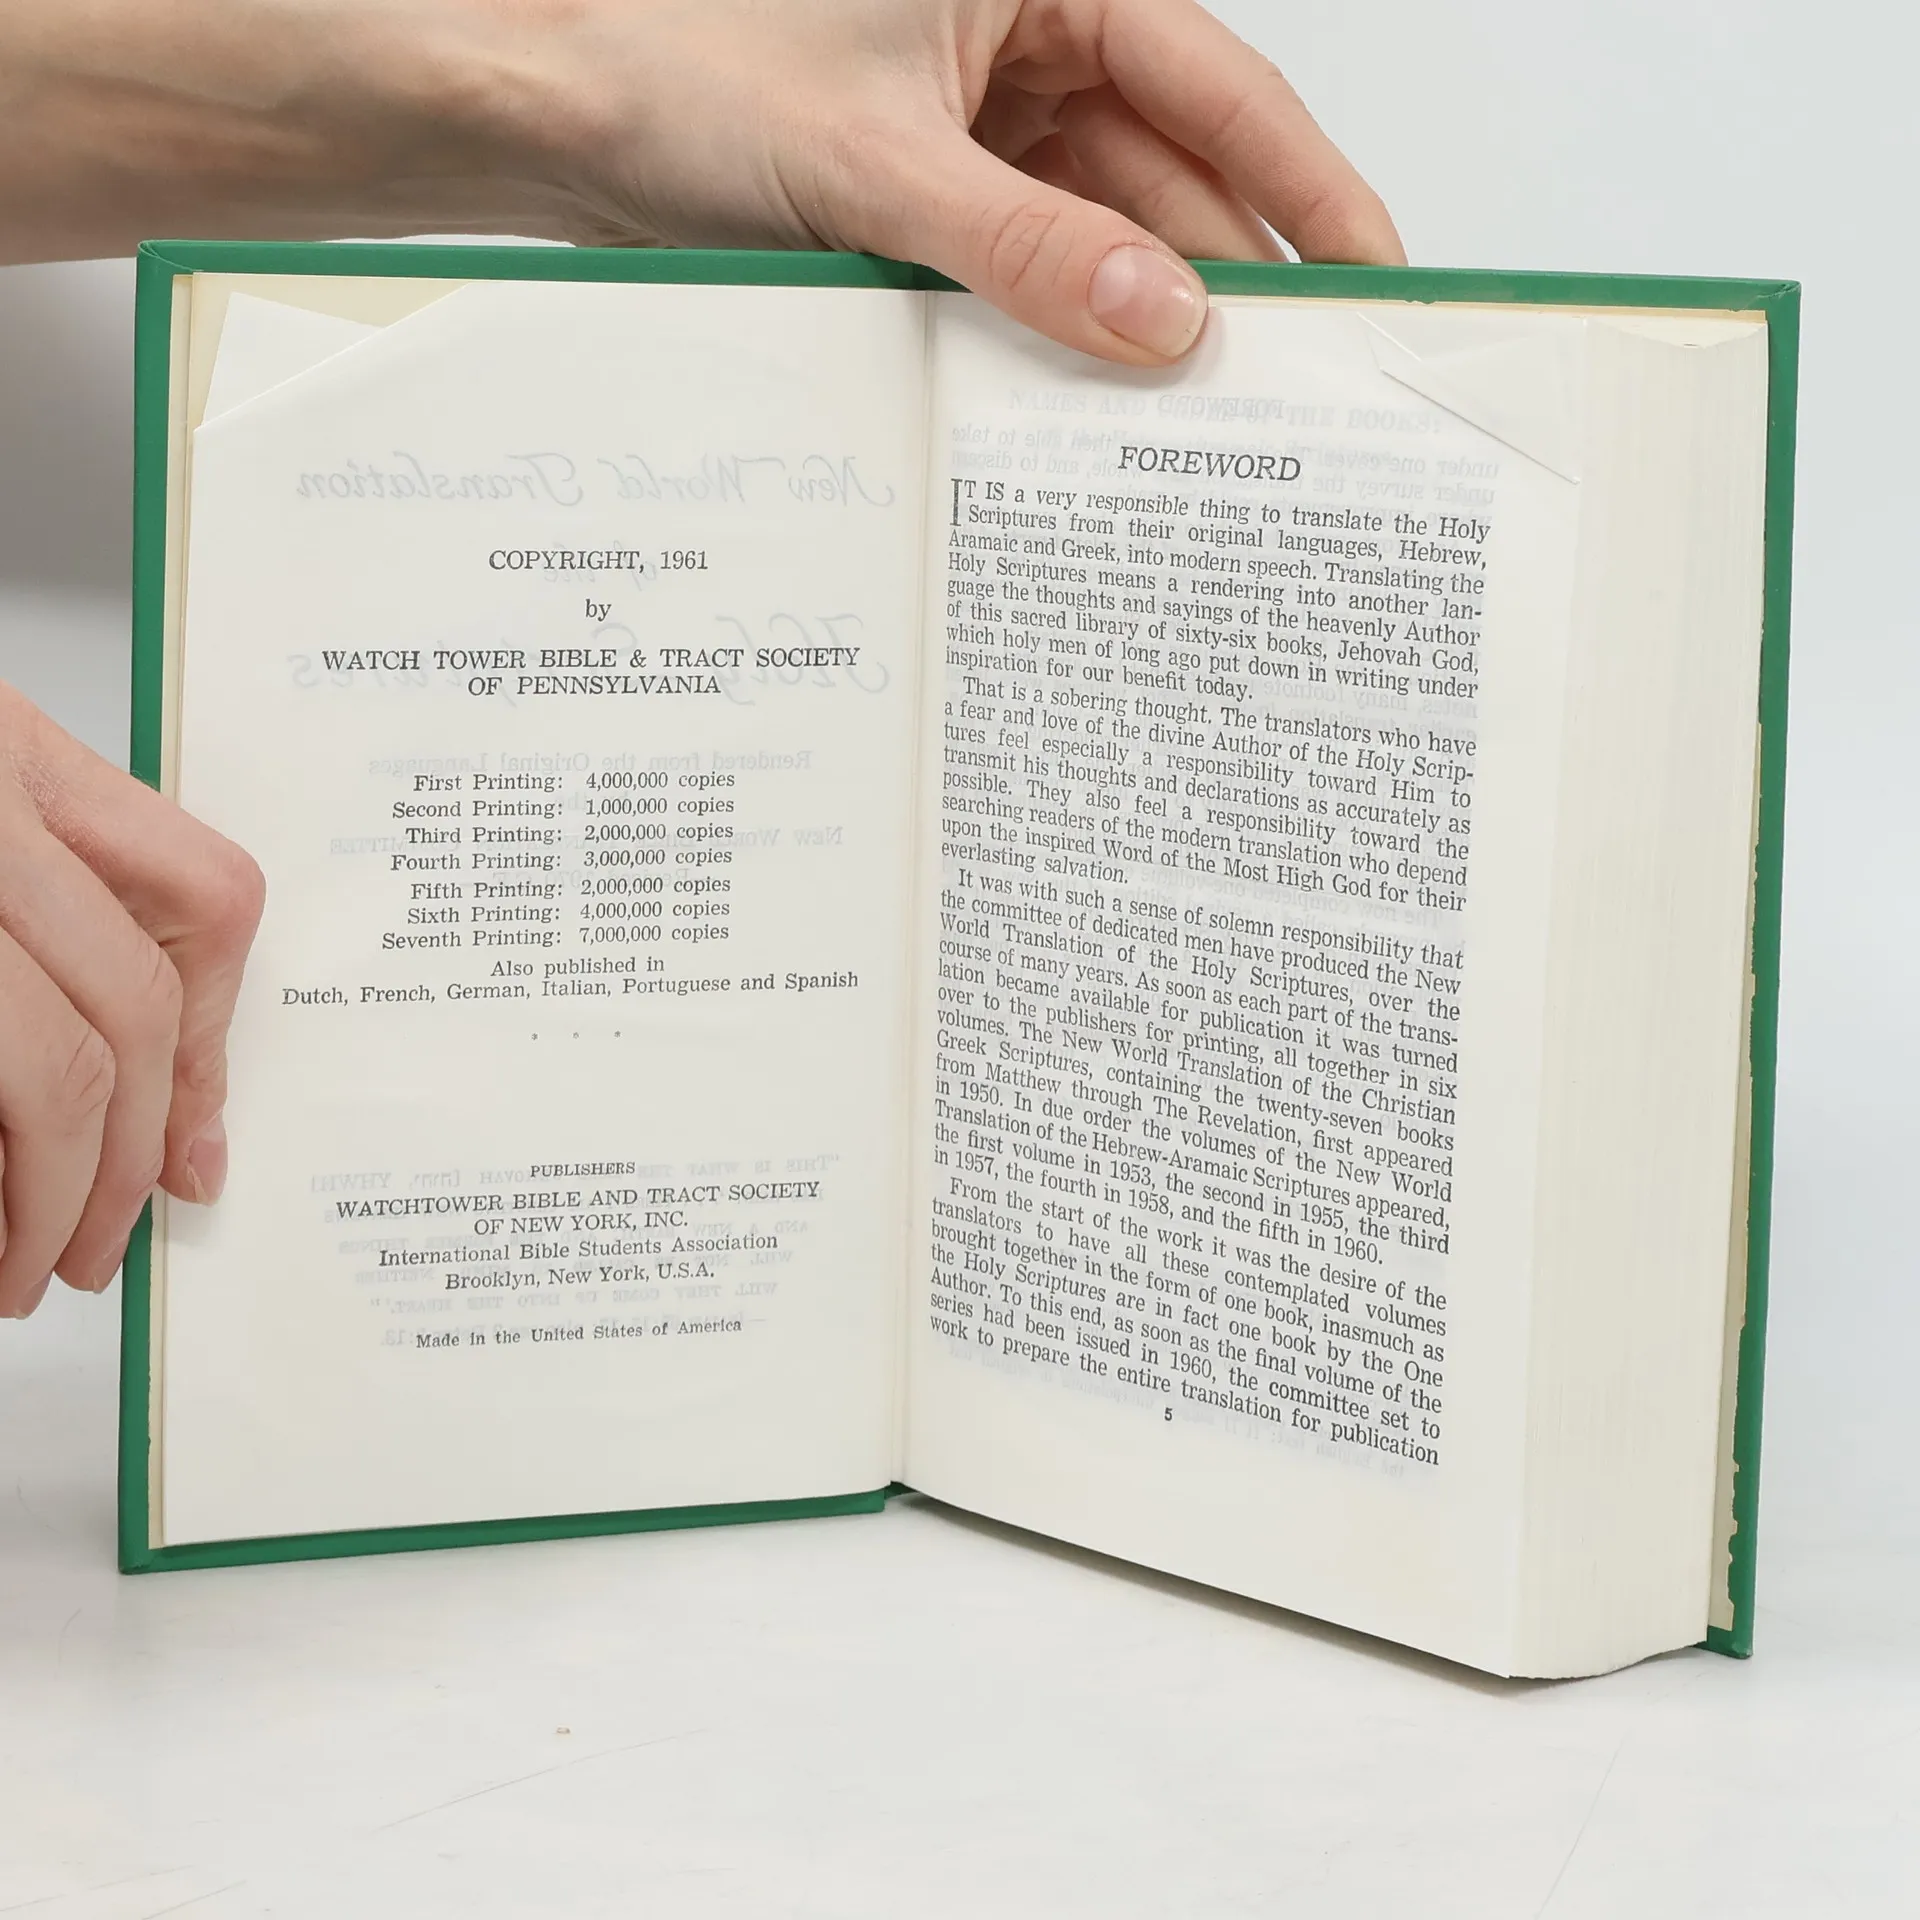 COPYRIGHT, 1961
by
WATCH TOWER BIBLE & TRACT SOCIETY
OF PENNSYLVANIA
First Printing: 4,000,000 copies
Second Printing: 1,000,000 copies
Third Printing: 2,000,000 copies
Fourth Printing: 3,000,000 copies
Fifth Printing: 2,000,000 copies
Sixth Printing: 4,000,000 copies
Seventh Printing: 7,000,000 copies
Also published in
Dutch, French, German, Italian, Portuguese and Spanish
* * *
PUBLISHERS
WATCHTOWER BIBLE AND TRACT SOCIETY
OF NEW YORK, INC.
International Bible Students Association
Brooklyn, New York, U.S.A.
Made in the United States of America
FOREWORD
IT IS a very responsible thing to translate the Holy
Scriptures from their original languages, Hebrew,
Aramaic and Greek, into modern speech. Translating the
Holy Scriptures means a rendering into another lan-
guage the thoughts and sayings of the heavenly Author
of this sacred library of sixty-six books, Jehovah God,
which holy men of long ago put down in writing under
inspiration for our benefit today.
That is a sobering thought. The translators who have
a fear and love of the divine Author of the Holy Scrip-
tures feel especially a responsibility toward Him to
transmit his thoughts and declarations as accurately as
possible. They also feel a responsibility toward the
searching readers of the modern translation who depend
upon the inspired Word of the Most High God for their
everlasting salvation.
It was with such a sense of solemn responsibility that
the committee of dedicated men have produced the New
World Translation of the Holy Scriptures, over the
course of many years. As soon as each part of the trans-
lation became available for publication it was turned
over to the publishers for printing, all together in six
volumes. The New World Translation of the Christian
Greek Scriptures, containing the twenty-seven books
from Matthew through The Revelation, first appeared
in 1950. In due order the volumes of the New World
Translation of the Hebrew-Aramaic Scriptures appeared,
the first volume in 1953, the second in 1955, the third
in 1957, the fourth in 1958, and the fifth in 1960.
From the start of the work it was the desire of the
translators to have all these contemplated volumes
brought together in the form of one book, inasmuch as
the Holy Scriptures are in fact one book by the One
Author. To this end, as soon as the final volume of the
series had been issued in 1960, the committee set to
work to prepare the entire translation for publication
5